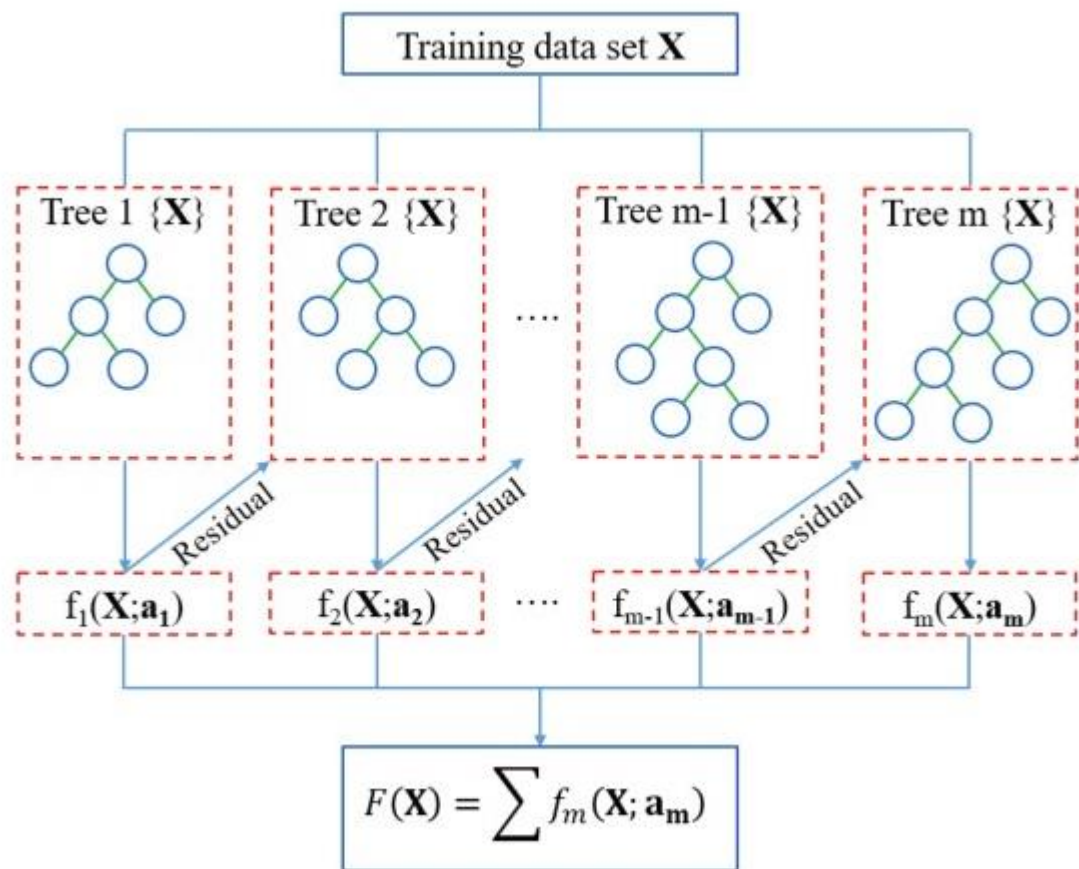 Training data set X
Tree 1 {X}
Tree 2 {X}
Tree m-1 {X}
Tree m {X}
....
Residual
Residual
Residual
f₁(X;a₁)
f₂(X;a₂)
....
fₘ₋₁(X;aₘ₋₁)
fₘ(X;aₘ)
F(X) = ∑ fₘ(X; aₘ)